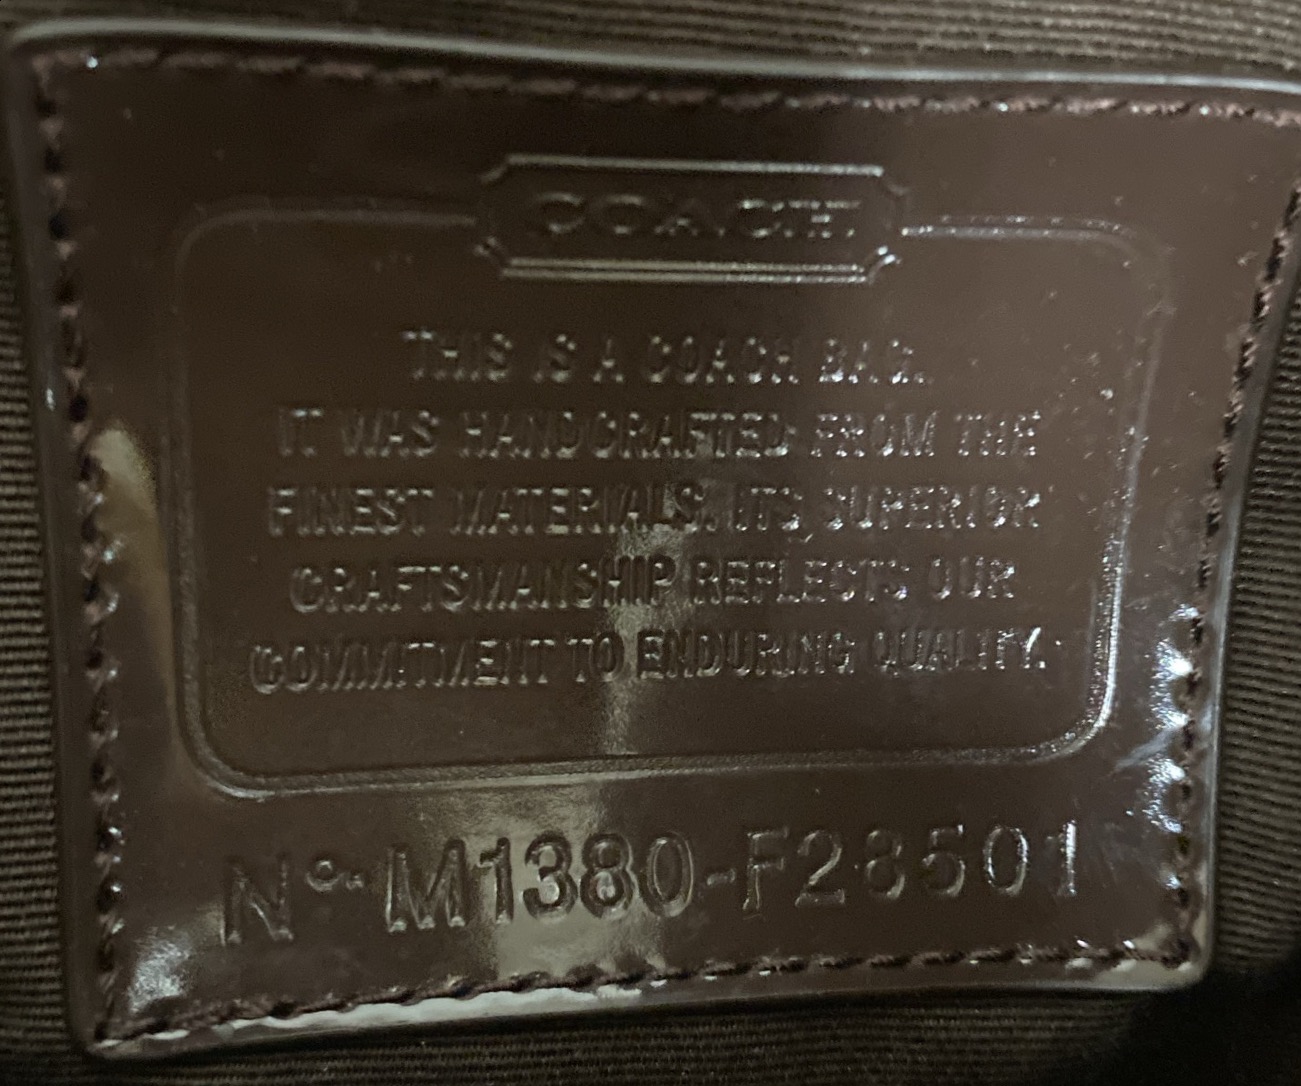 COACH
THIS IS A COACH BAG.
IT WAS HANDCRAFTED FROM THE
FINEST MATERIALS. ITS SUPERIOR
CRAFTSMANSHIP REFLECTS OUR
COMMITMENT TO ENDURING QUALITY.
Nº M1380-F28501